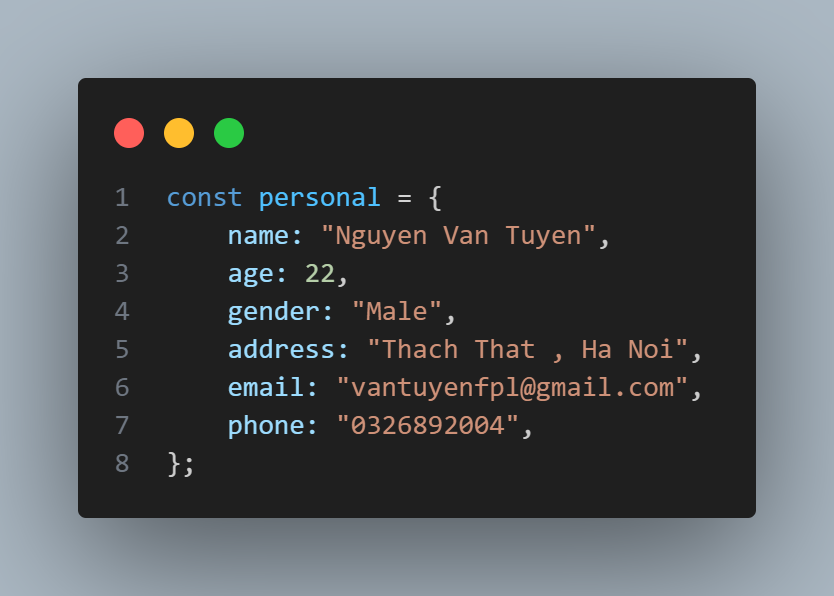 1 const personal = {
2 name: "Nguyen Van Tuyen",
3 age: 22,
4 gender: "Male",
5 address: "Thach That , Ha Noi",
6 email: "vantuyenfpl@gmail.com",
7 phone: "0326892004",
8 };